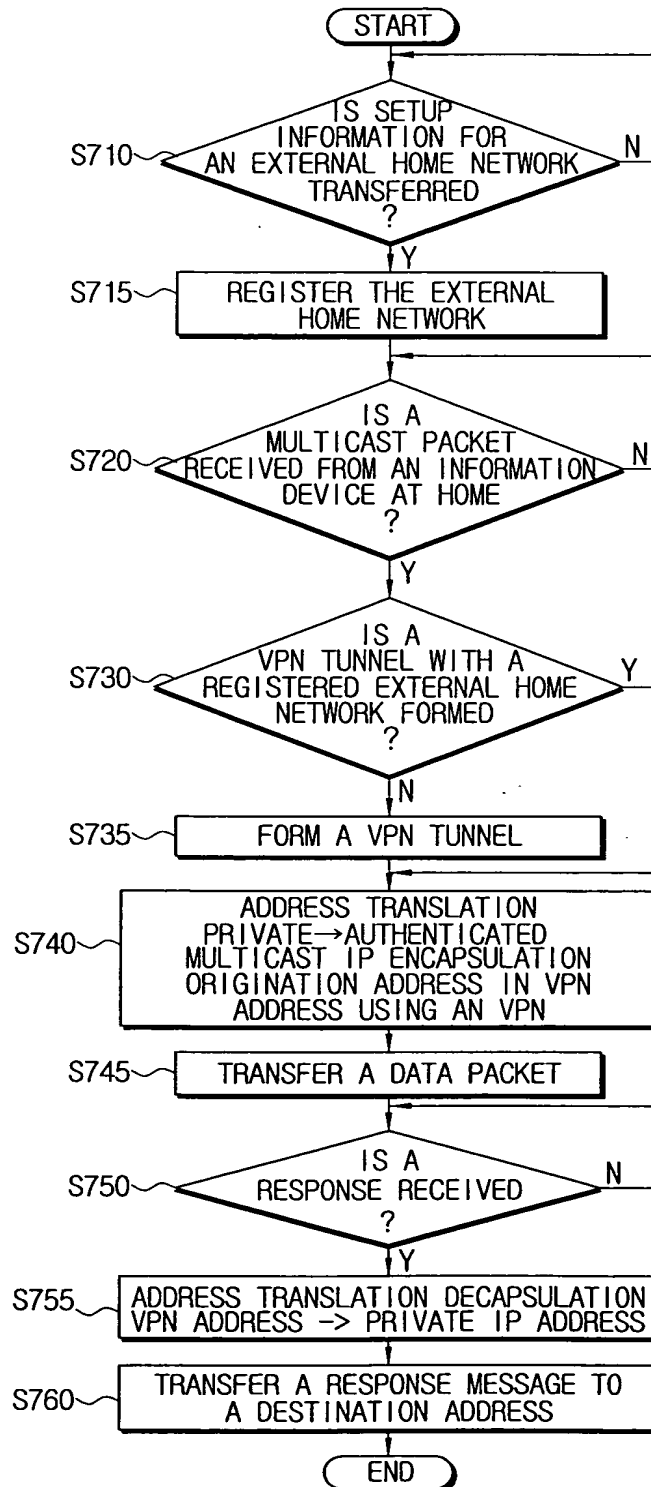 START
IS SETUP
INFORMATION FOR
AN EXTERNAL HOME NETWORK
TRANSFERRED
?
S710
N
Y
S715
REGISTER THE EXTERNAL
HOME NETWORK
IS A
MULTICAST PACKET
RECEIVED FROM AN INFORMATION
DEVICE AT HOME
?
S720
N
Y
IS A
VPN TUNNEL WITH A
REGISTERED EXTERNAL HOME
NETWORK FORMED
?
S730
Y
N
S735
FORM A VPN TUNNEL
S740
ADDRESS TRANSLATION
PRIVATE→AUTHENTICATED
MULTICAST IP ENCAPSULATION
ORIGINATION ADDRESS IN VPN
ADDRESS USING AN VPN
S745
TRANSFER A DATA PACKET
IS A
RESPONSE RECEIVED
?
S750
N
Y
S755
ADDRESS TRANSLATION DECAPSULATION
VPN ADDRESS -> PRIVATE IP ADDRESS
S760
TRANSFER A RESPONSE MESSAGE TO
A DESTINATION ADDRESS
END